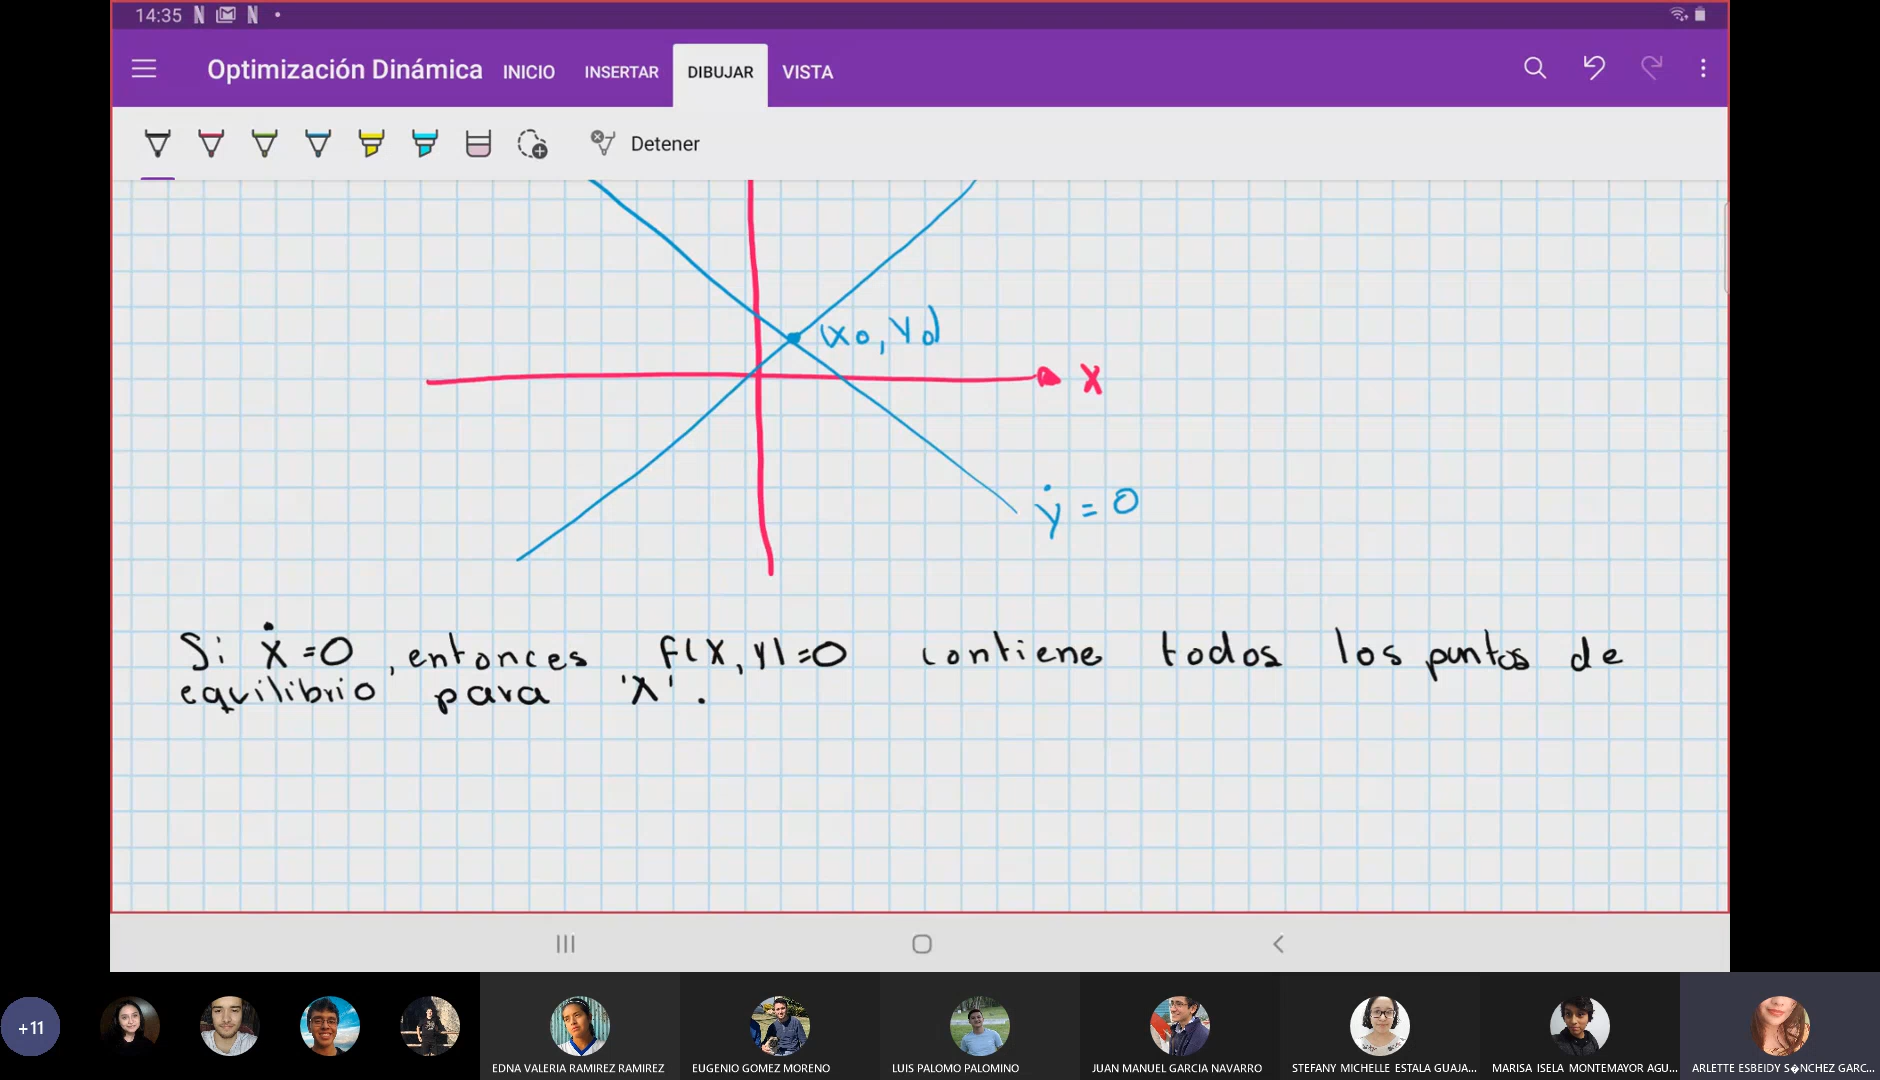 14:35
Optimización Dinámica INICIO INSERTAR DIBUJAR VISTA
Detener
(x0, y0)
X
ẏ = 0
Si ẋ=0, entonces f(x,y)=0 contiene todos los puntos de
equilibrio para 'x'.
+11
EDNA VALERIA RAMIREZ RAMIREZ
EUGENIO GOMEZ MORENO
LUIS PALOMO PALOMINO
JUAN MANUEL GARCIA NAVARRO
STEFANY MICHELLE ESTALA GUAJA...
MARISA ISELA MONTEMAYOR AGU...
ARLETTE ESBEIDY S�NCHEZ GARC...